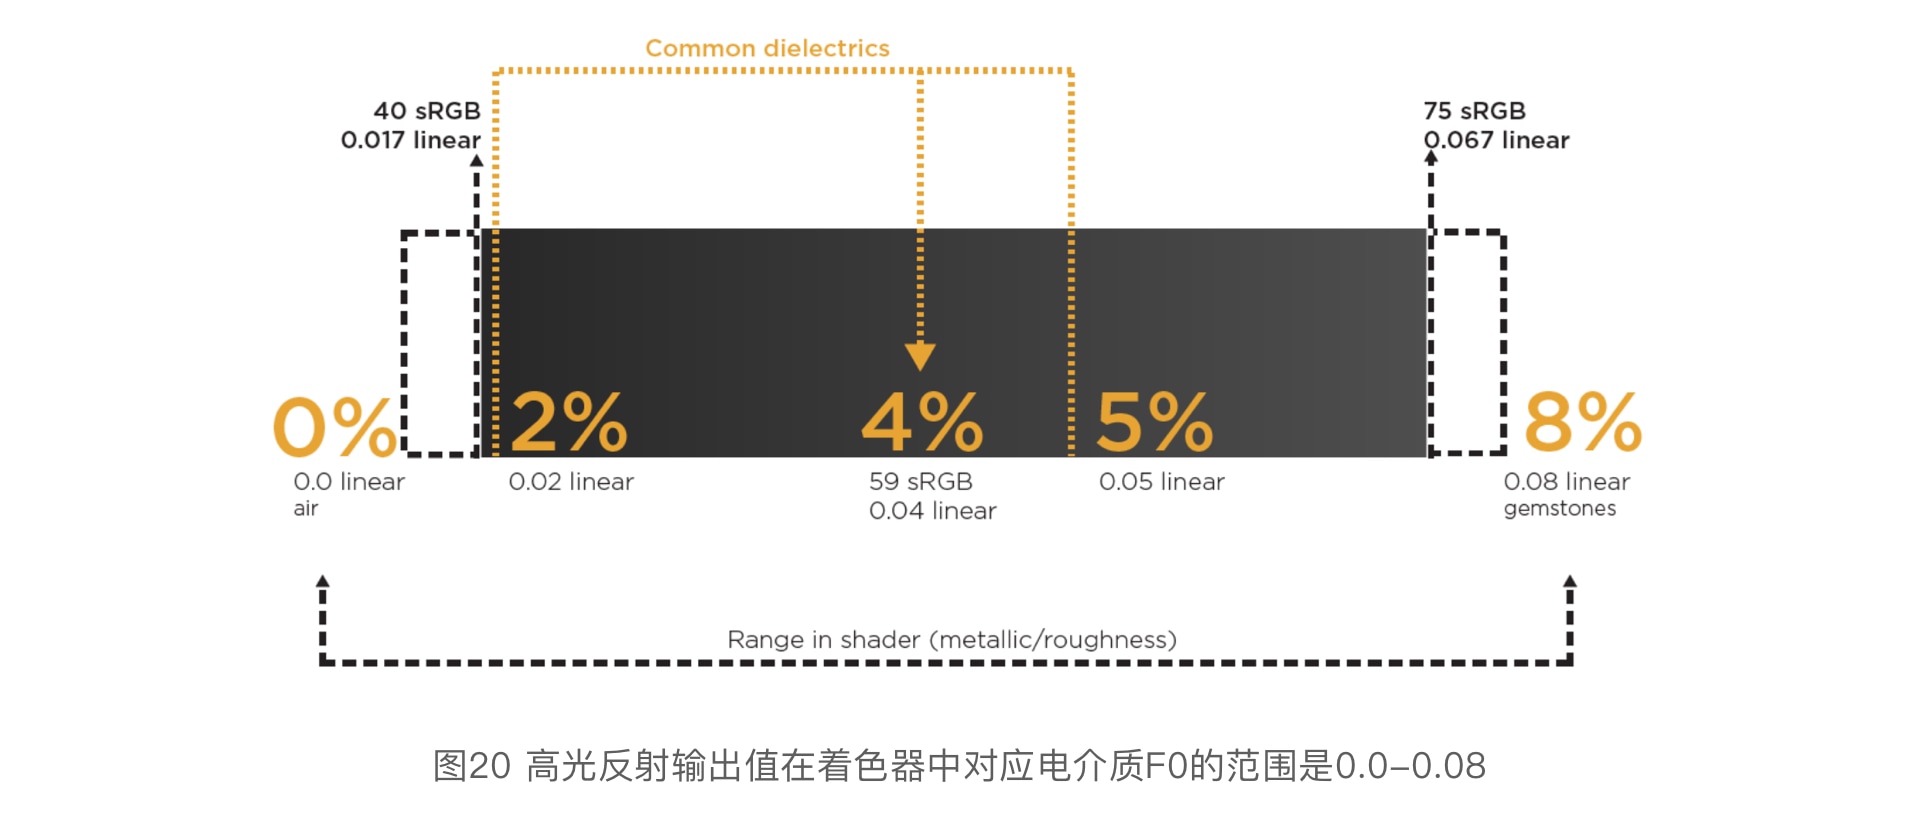 Common dielectrics
40 sRGB
0.017 linear
75 sRGB
0.067 linear
0%
2%
4%
5%
8%
0.0 linear
air
0.02 linear
59 sRGB
0.04 linear
0.05 linear
0.08 linear
gemstones
Range in shader (metallic/roughness)
图20 高光反射输出值在着色器中对应电介质F0的范围是0.0–0.08